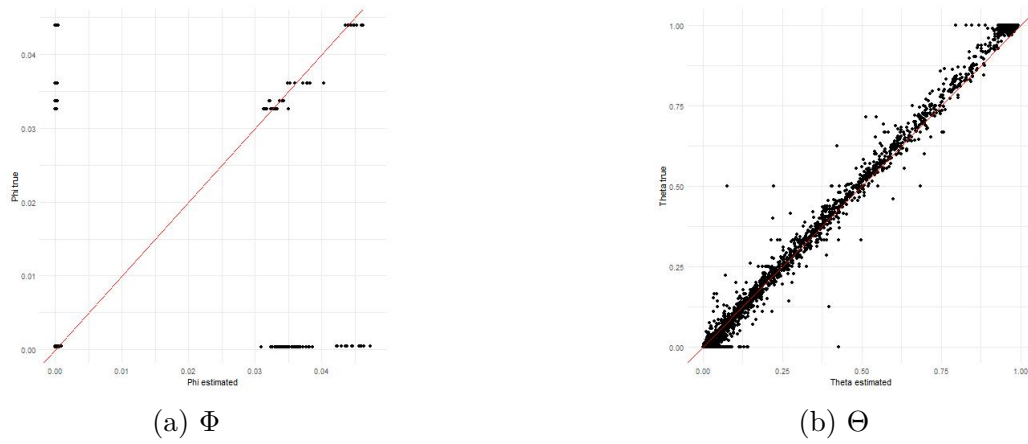 Phi true
0.04
0.03
0.02
0.01
0.00
0.00 0.01 0.02 0.03 0.04
Phi estimated
(a) Φ
Theta true
1.00
0.75
0.50
0.25
0.00
0.00 0.25 0.50 0.75 1.00
Theta estimated
(b) Θ